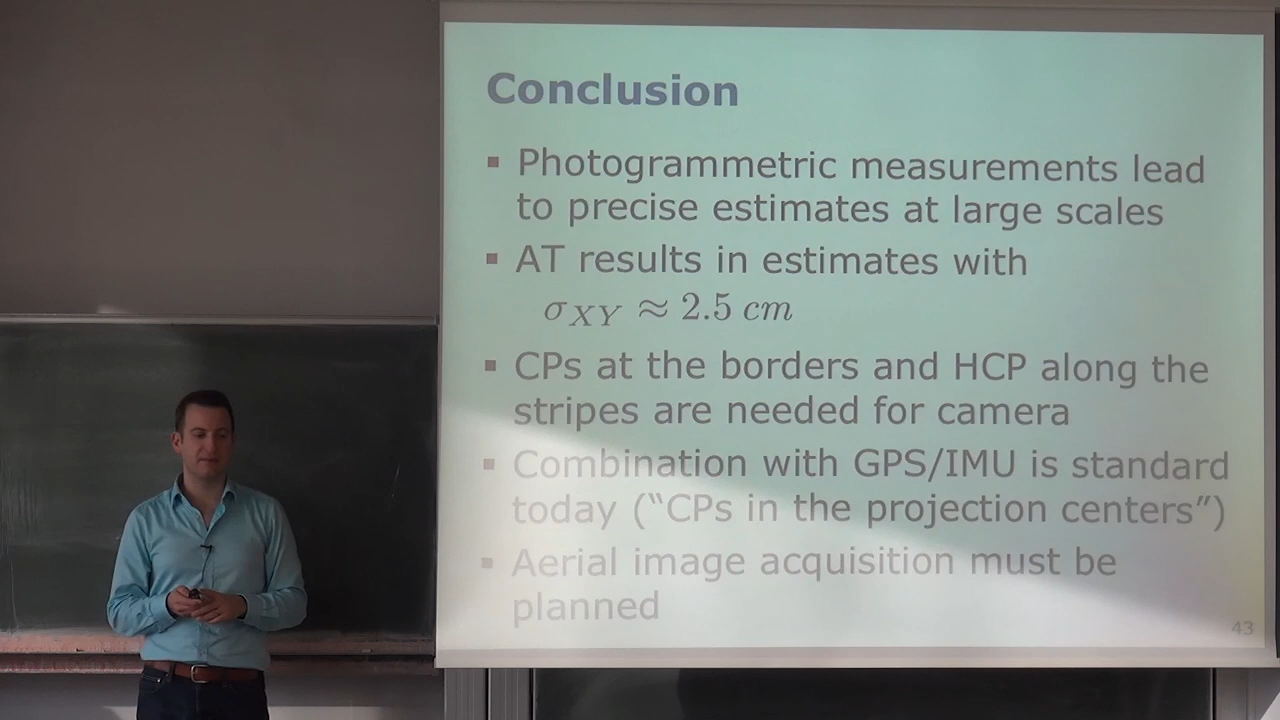 Conclusion
▪ Photogrammetric measurements lead
to precise estimates at large scales
▪ AT results in estimates with
σ_XY ≈ 2.5 cm
▪ CPs at the borders and HCP along the
stripes are needed for camera
▪ Combination with GPS/IMU is standard
today (“CPs in the projection centers”)
▪ Aerial image acquisition must be
planned
43